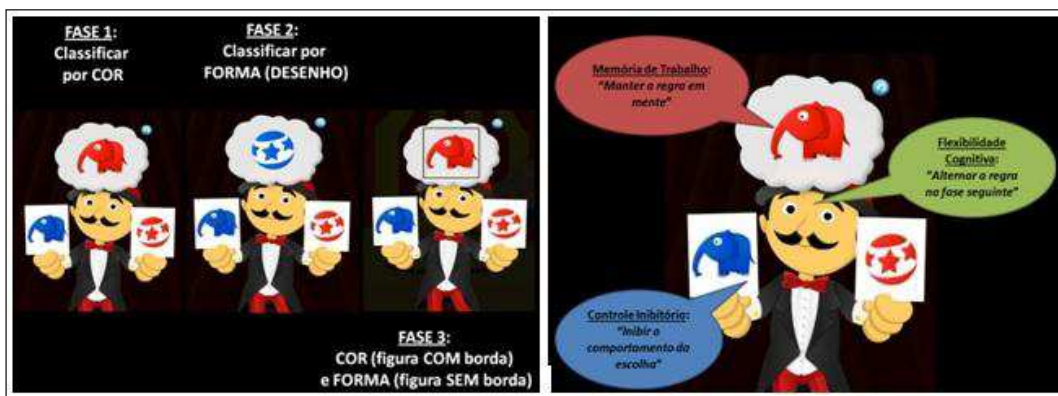 FASE 1:
Classificar
por COR
FASE 2:
Classificar por
FORMA (DESENHO)
FASE 3:
COR (figura COM borda)
e FORMA (figura SEM borda)
Memória de Trabalho:
"Manter a regra em
mente"
Flexibilidade
Cognitiva:
"Alternar a regra
na fase seguinte"
Controle Inibitório:
"Inibir o
comportamento da
escolha"